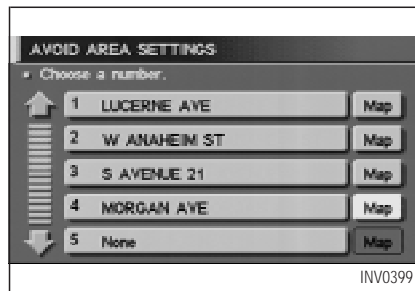 AVOID AREA SETTINGS
Choose a number.
1 LUCERNE AVE Map
2 W ANAHEIM ST Map
3 S AVENUE 21 Map
4 MORGAN AVE Map
5 None Map
INV0399